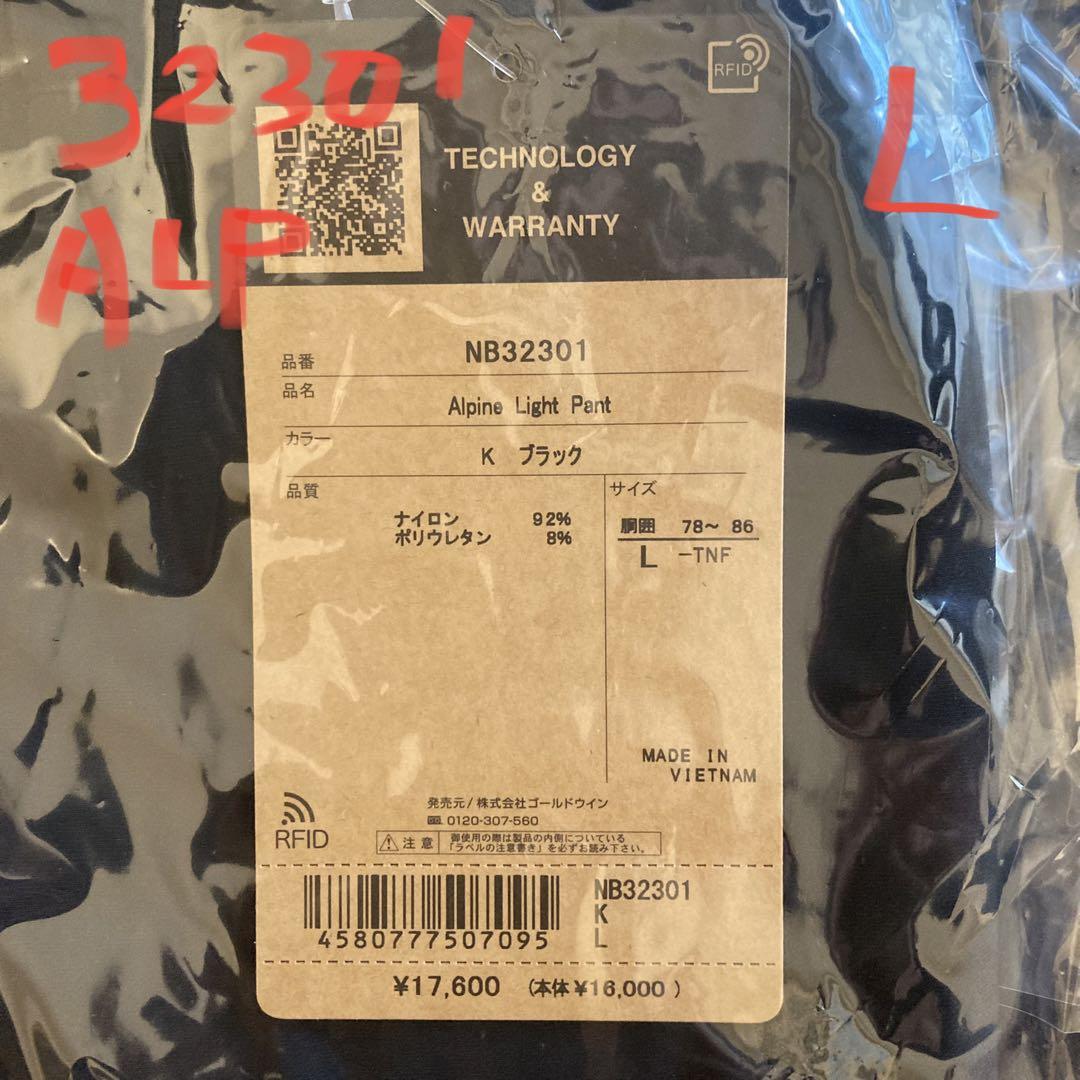 32301
ALP
L
RFID
TECHNOLOGY
&
WARRANTY
品番 NB32301
品名 Alpine Light Pant
カラー K ブラック
品質
ナイロン 92%
ポリウレタン 8%
サイズ
胴囲 78～ 86
L -TNF
MADE IN
VIETNAM
RFID
発売元/株式会社ゴールドウイン
0120-307-560
注意 御使用の際は製品の内側についている
「ラベルの注意書き」を必ずお読み下さい。
4580777507095
NB32301
K
L
¥17,600 (本体¥16,000)